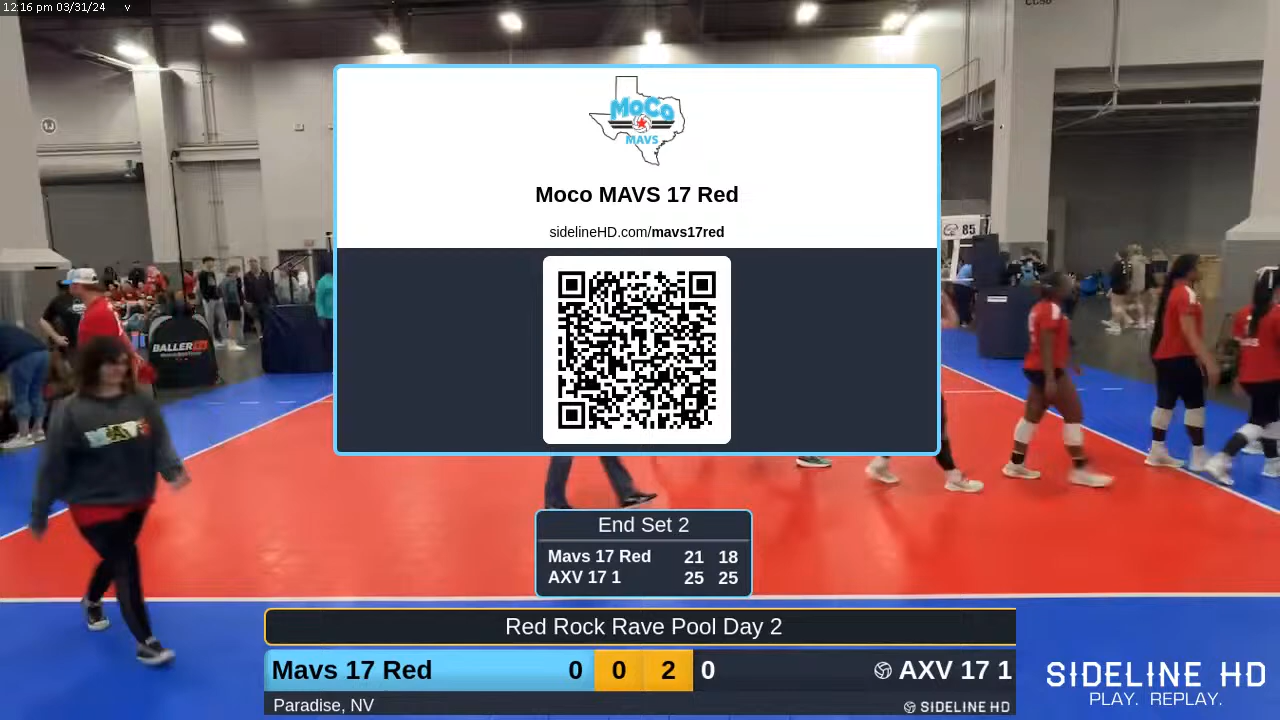 12:16 pm 03/31/24 v
MoCo
MAVS
Moco MAVS 17 Red
sidelineHD.com/mavs17red
85
BALLER
End Set 2
Mavs 17 Red 21 18
AXV 17 1 25 25
Red Rock Rave Pool Day 2
Mavs 17 Red 0 0 2 0 AXV 17 1
Paradise, NV
SIDELINE HD
SIDELINE HD
PLAY. REPLAY.